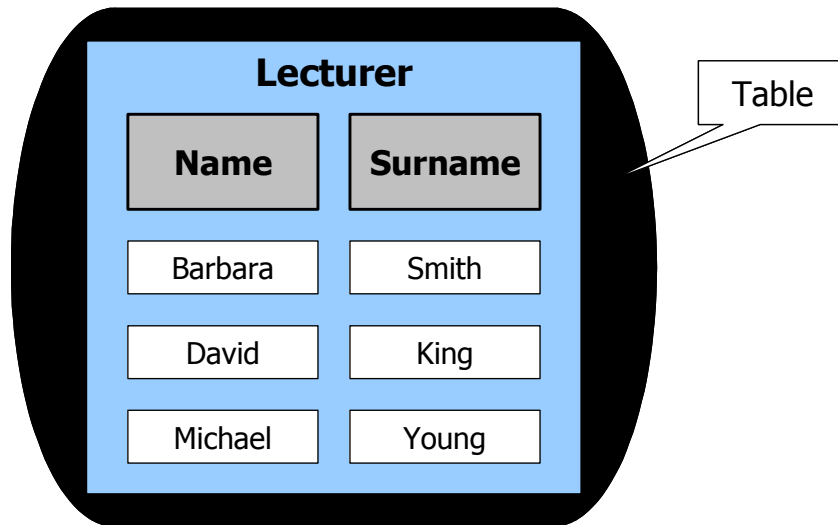 Lecturer
Table
Name Surname
Barbara Smith
David King
Michael Young